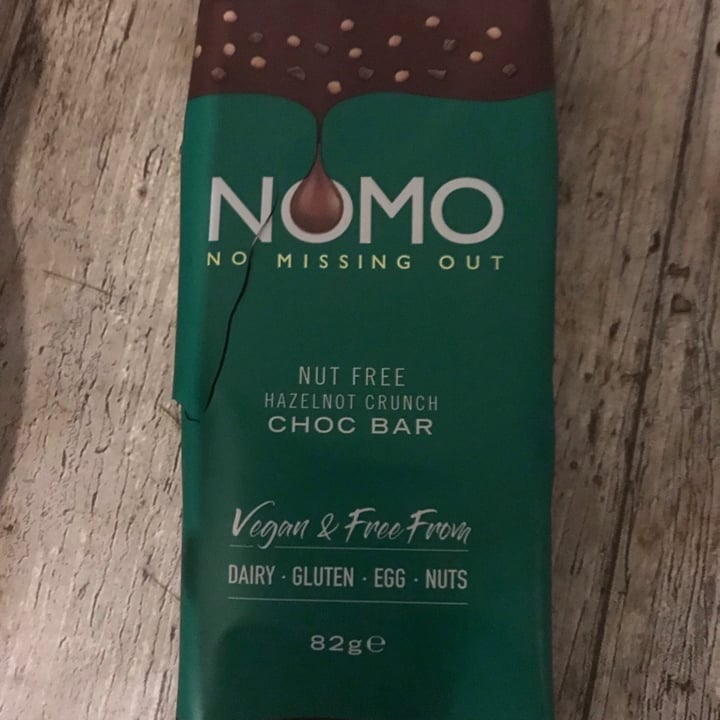 NOMO
NO MISSING OUT
NUT FREE
HAZELNOT CRUNCH
CHOC BAR
Vegan & Free From
DAIRY · GLUTEN · EGG · NUTS
82g℮